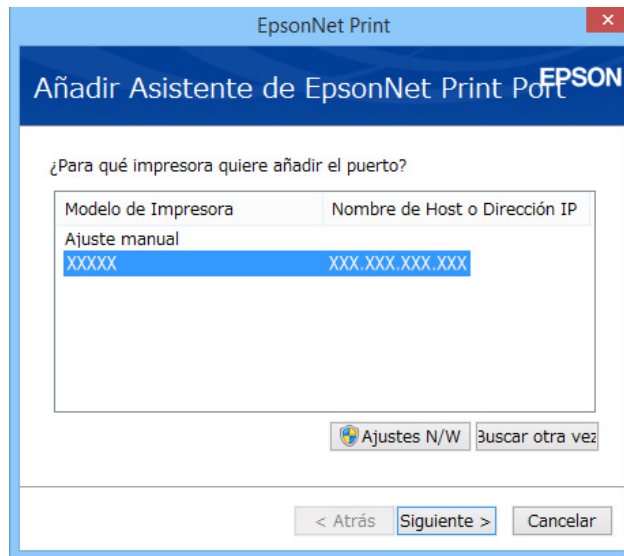 EpsonNet Print
EPSON
Añadir Asistente de EpsonNet Print Port
¿Para qué impresora quiere añadir el puerto?
Modelo de Impresora Nombre de Host o Dirección IP
Ajuste manual
XXXXX XXX.XXX.XXX.XXX
Ajustes N/W Buscar otra vez
< Atrás Siguiente > Cancelar